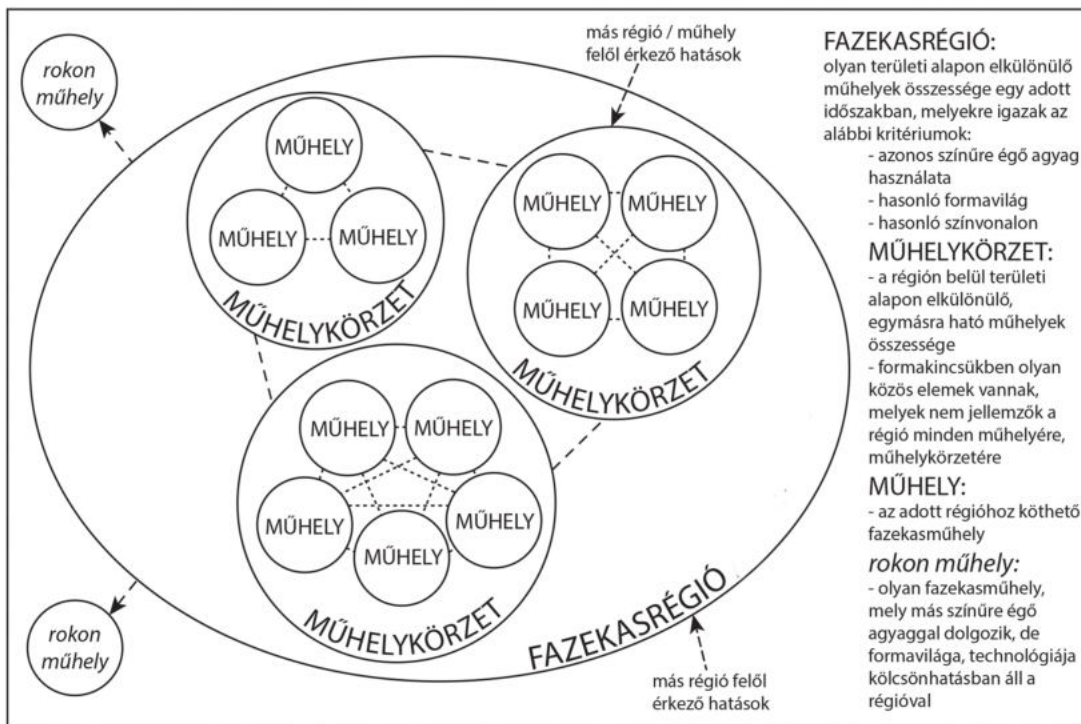 rokon
műhely
más régió / műhely
felől érkező hatások
MŰHELY
MŰHELY
MŰHELY
MŰHELYKÖRZET
MŰHELY
MŰHELY
MŰHELY
MŰHELY
MŰHELYKÖRZET
MŰHELY
MŰHELY
MŰHELY
MŰHELY
MŰHELY
MŰHELYKÖRZET
FAZEKASRÉGIÓ
rokon
műhely
más régió felől
érkező hatások
FAZEKASRÉGIÓ:
olyan területi alapon elkülönülő
műhelyek összessége egy adott
időszakban, melyekre igazak az
alábbi kritériumok:
- azonos színűre égő agyag
használata
- hasonló formavilág
- hasonló színvonalon
MŰHELYKÖRZET:
- a régión belül területi
alapon elkülönülő,
egymásra ható műhelyek
összessége
- formakincsükben olyan
közös elemek vannak,
melyek nem jellemzők a
régió minden műhelyére,
műhelykörzetére
MŰHELY:
- az adott régióhoz köthető
fazekasműhely
rokon műhely:
- olyan fazekasműhely,
mely más színűre égő
agyaggal dolgozik, de
formavilága, technológiája
kölcsönhatásban áll a
régióval